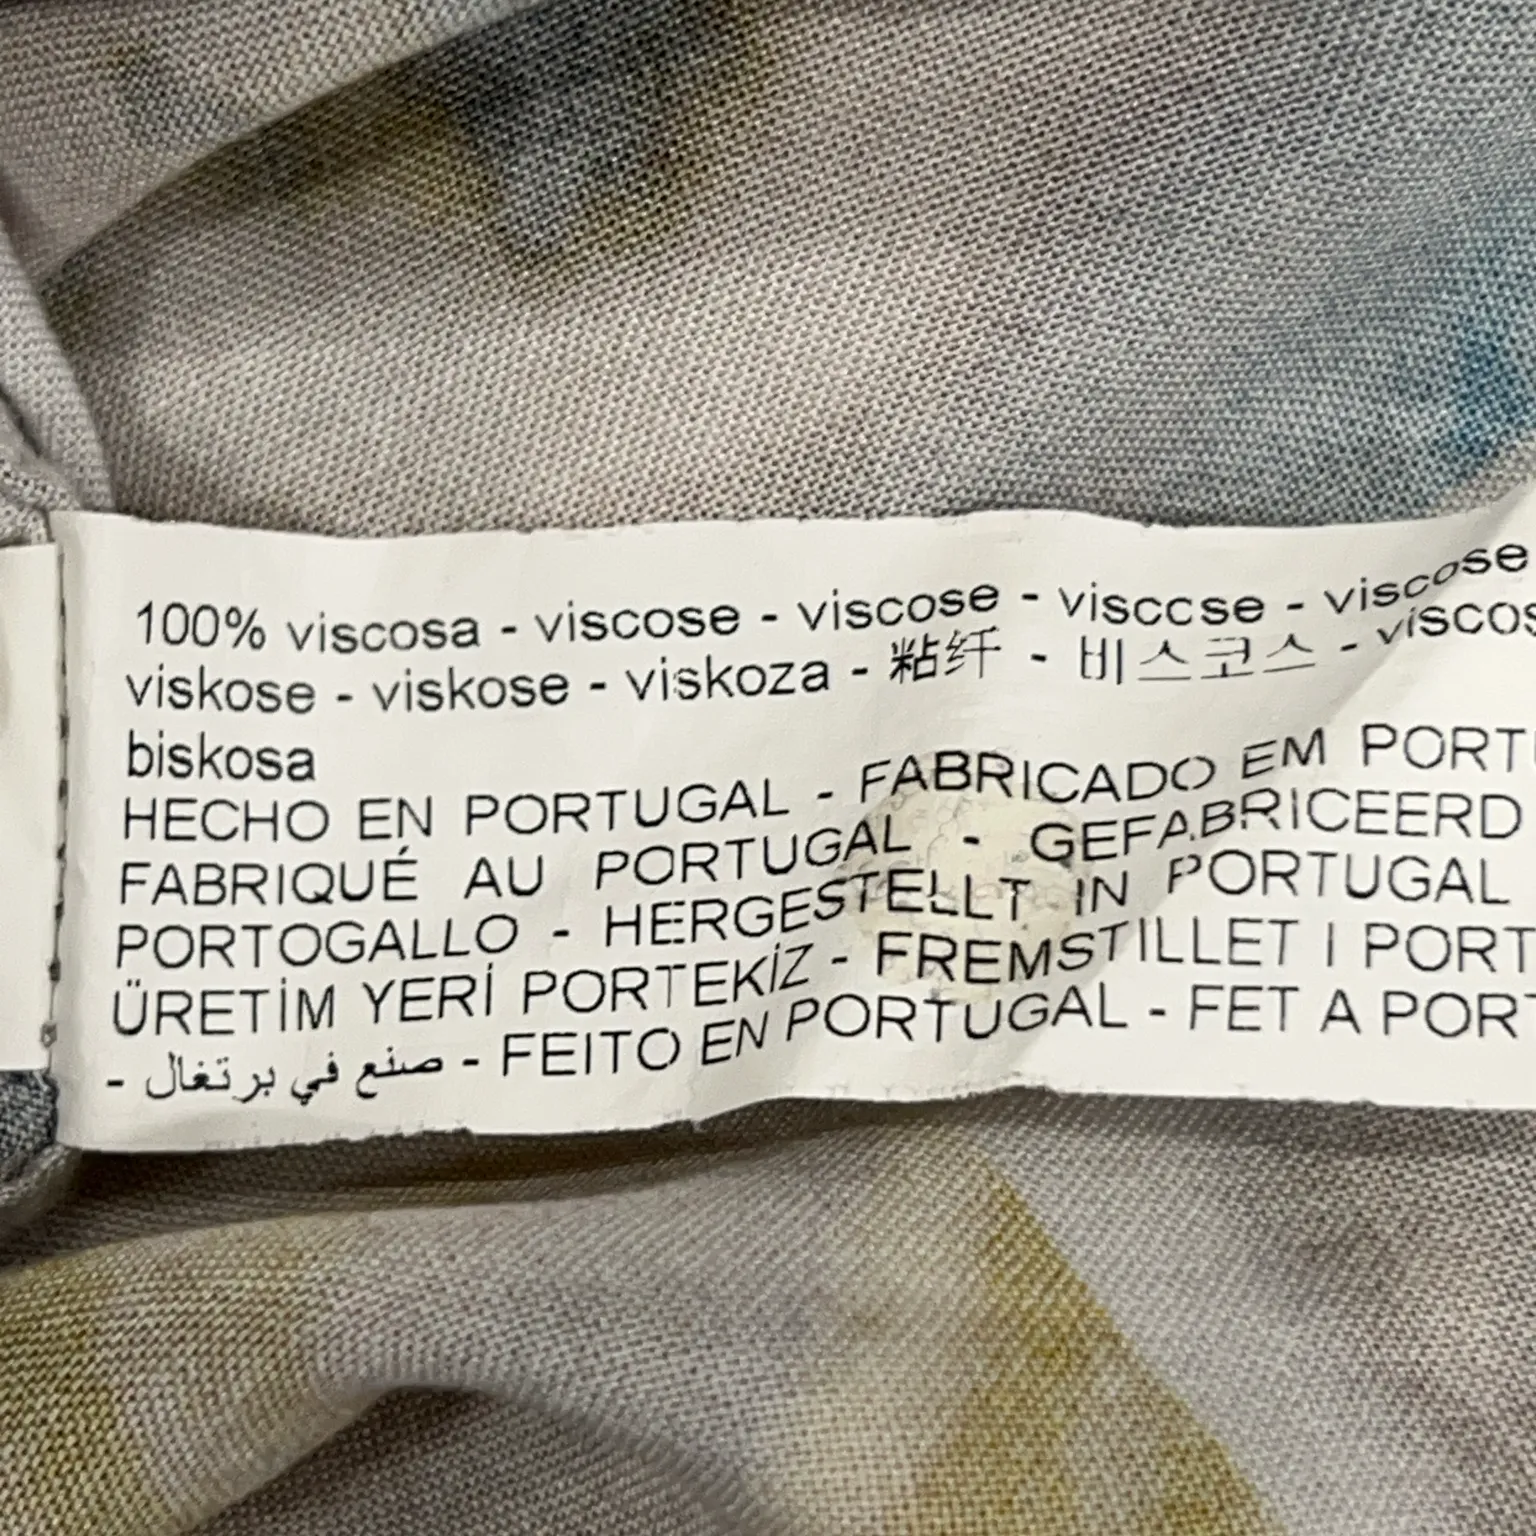 100% viscosa - viscose - viscose - visccse - viscose
viskose - viskose - viskoza - 粘纤 - 비스코스 - viscos
biskosa
HECHO EN PORTUGAL - FABRICADO EM PORTU
FABRIQUÉ AU PORTUGAL - GEFABRICEERD
PORTOGALLO - HERGESTELLT IN PORTUGAL
ÜRETİM YERİ PORTEKİZ - FREMSTILLET I PORT
- صنع في برتغال - FEITO EN PORTUGAL - FET A PORT